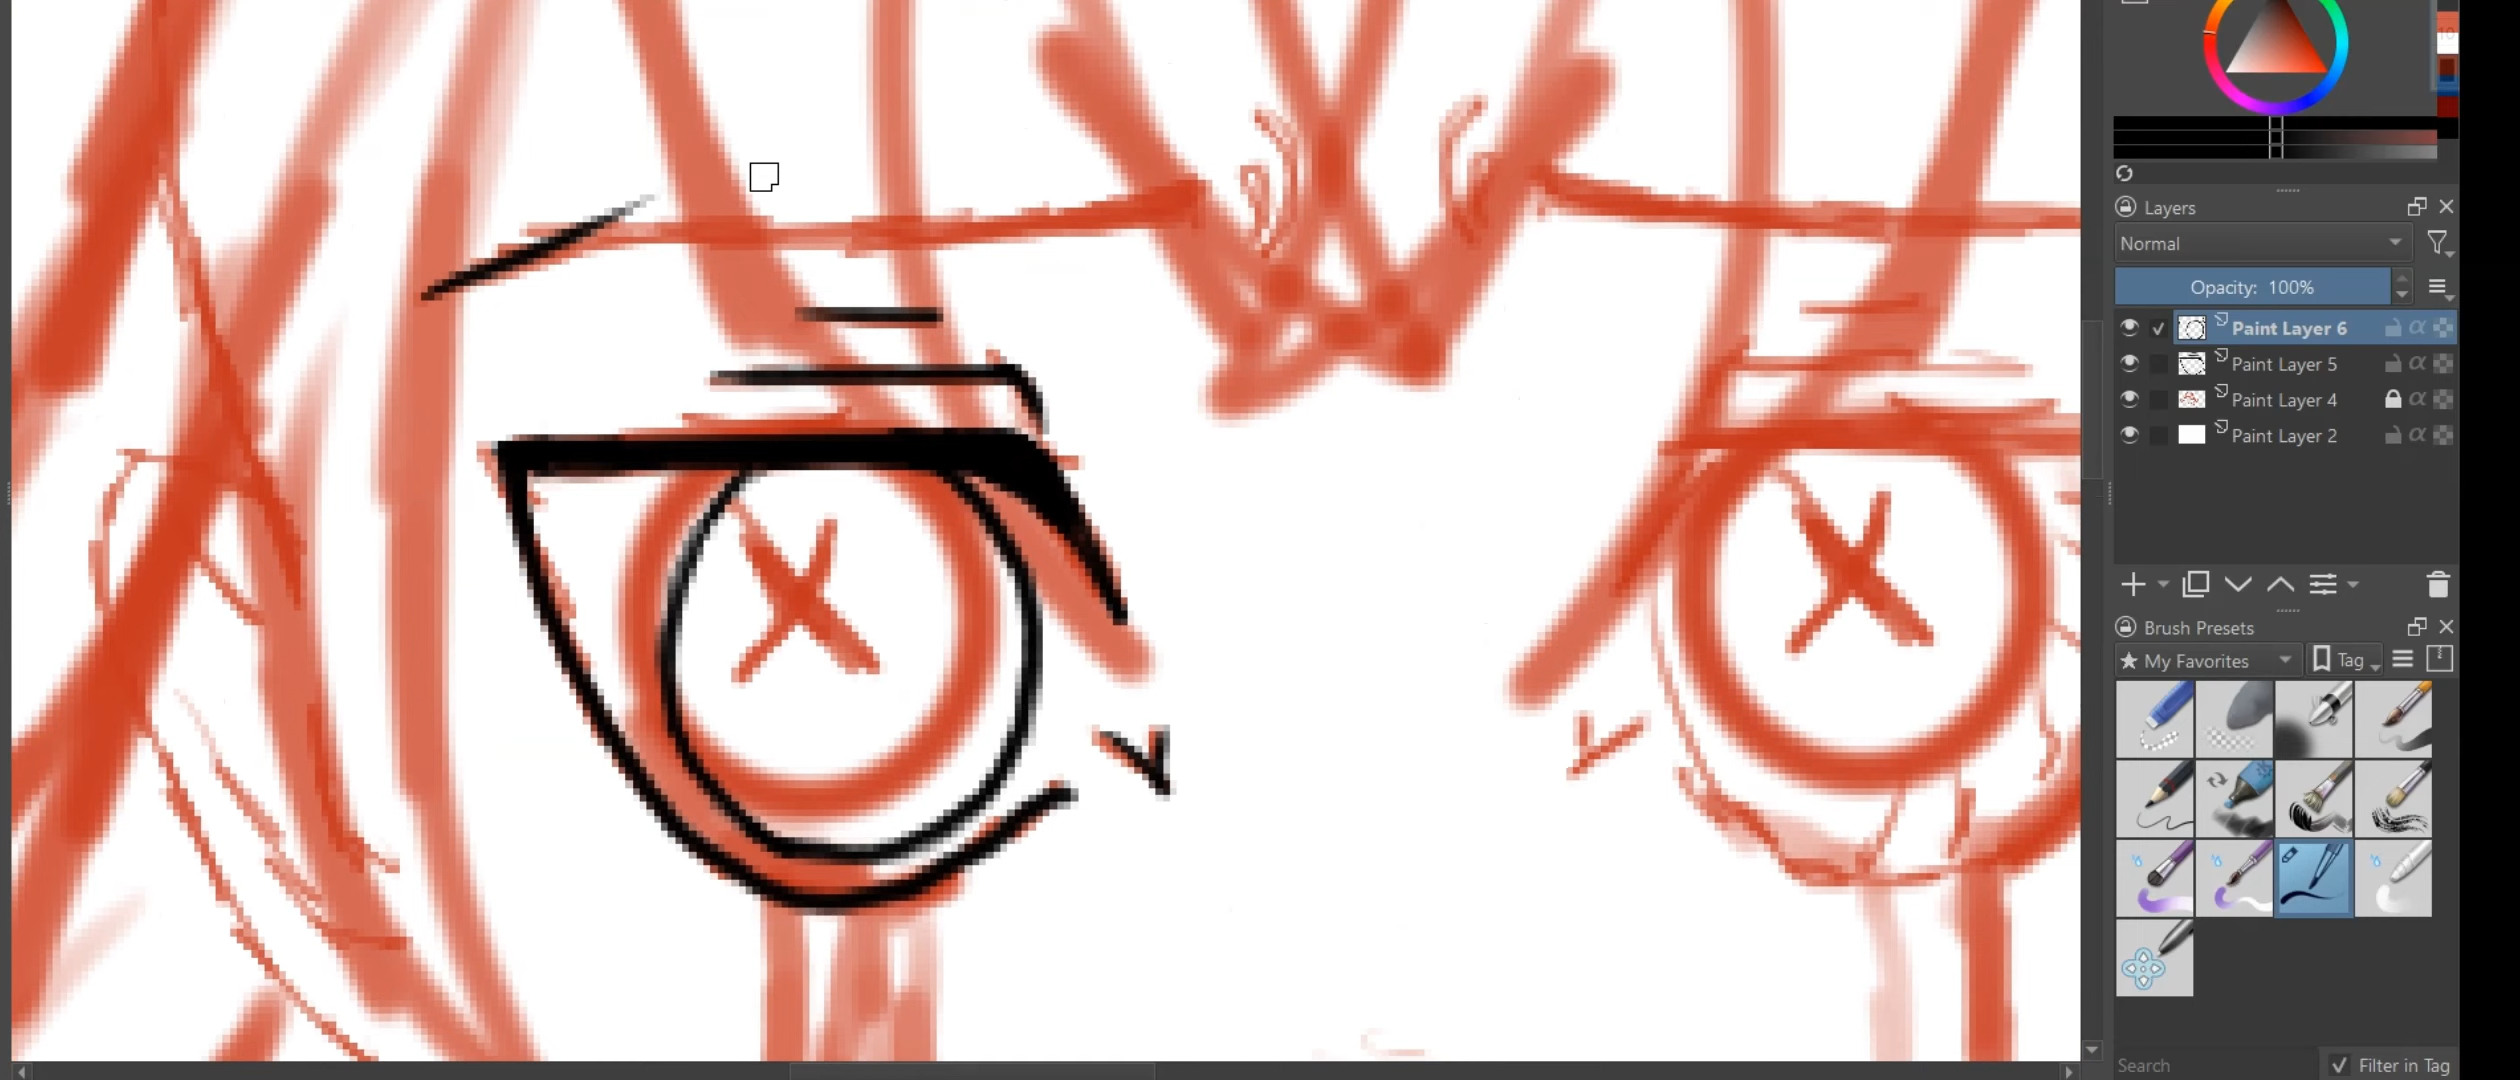 Layers
Normal
Opacity: 100%
Paint Layer 6
Paint Layer 5
Paint Layer 4
Paint Layer 2
Brush Presets
★ My Favorites
Tag
Search
Filter in Tag